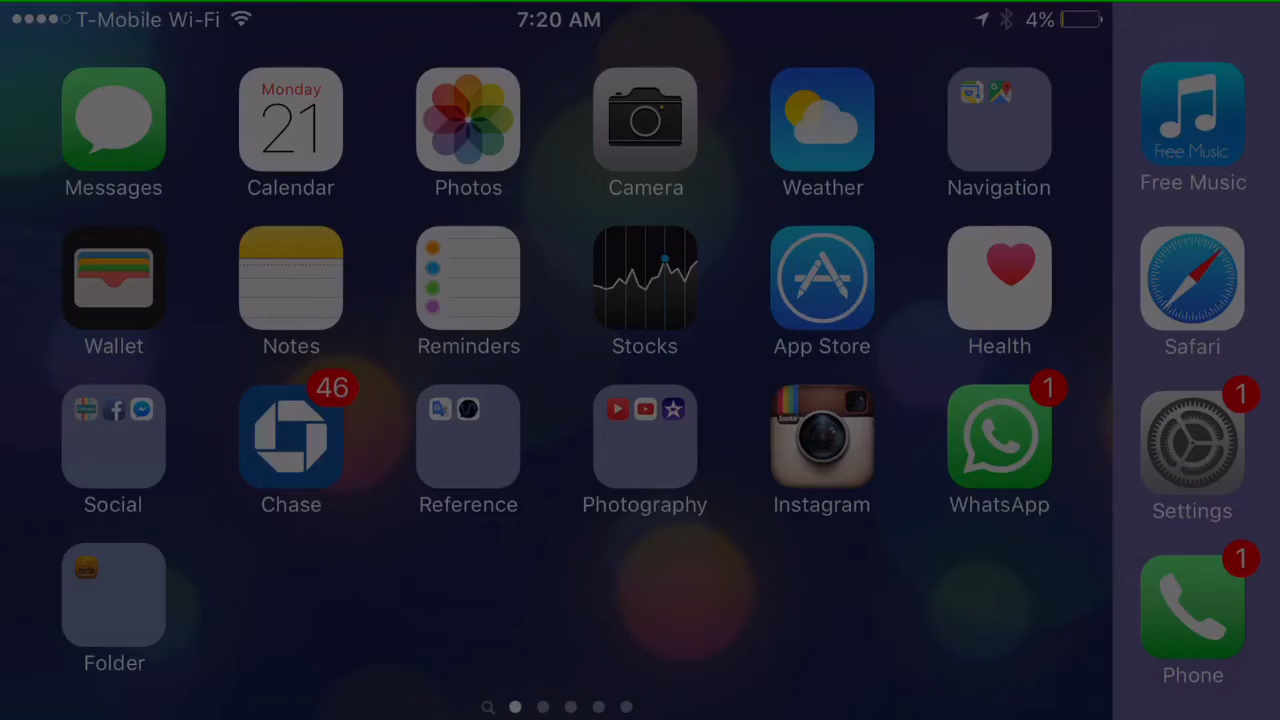 T-Mobile Wi-Fi 7:20 AM 4%
Monday
21
Free Music
Messages Calendar Photos Camera Weather Navigation Free Music
Wallet Notes Reminders Stocks App Store Health Safari
46 1 1
Social Chase Reference Photography Instagram WhatsApp Settings
1
Folder Phone